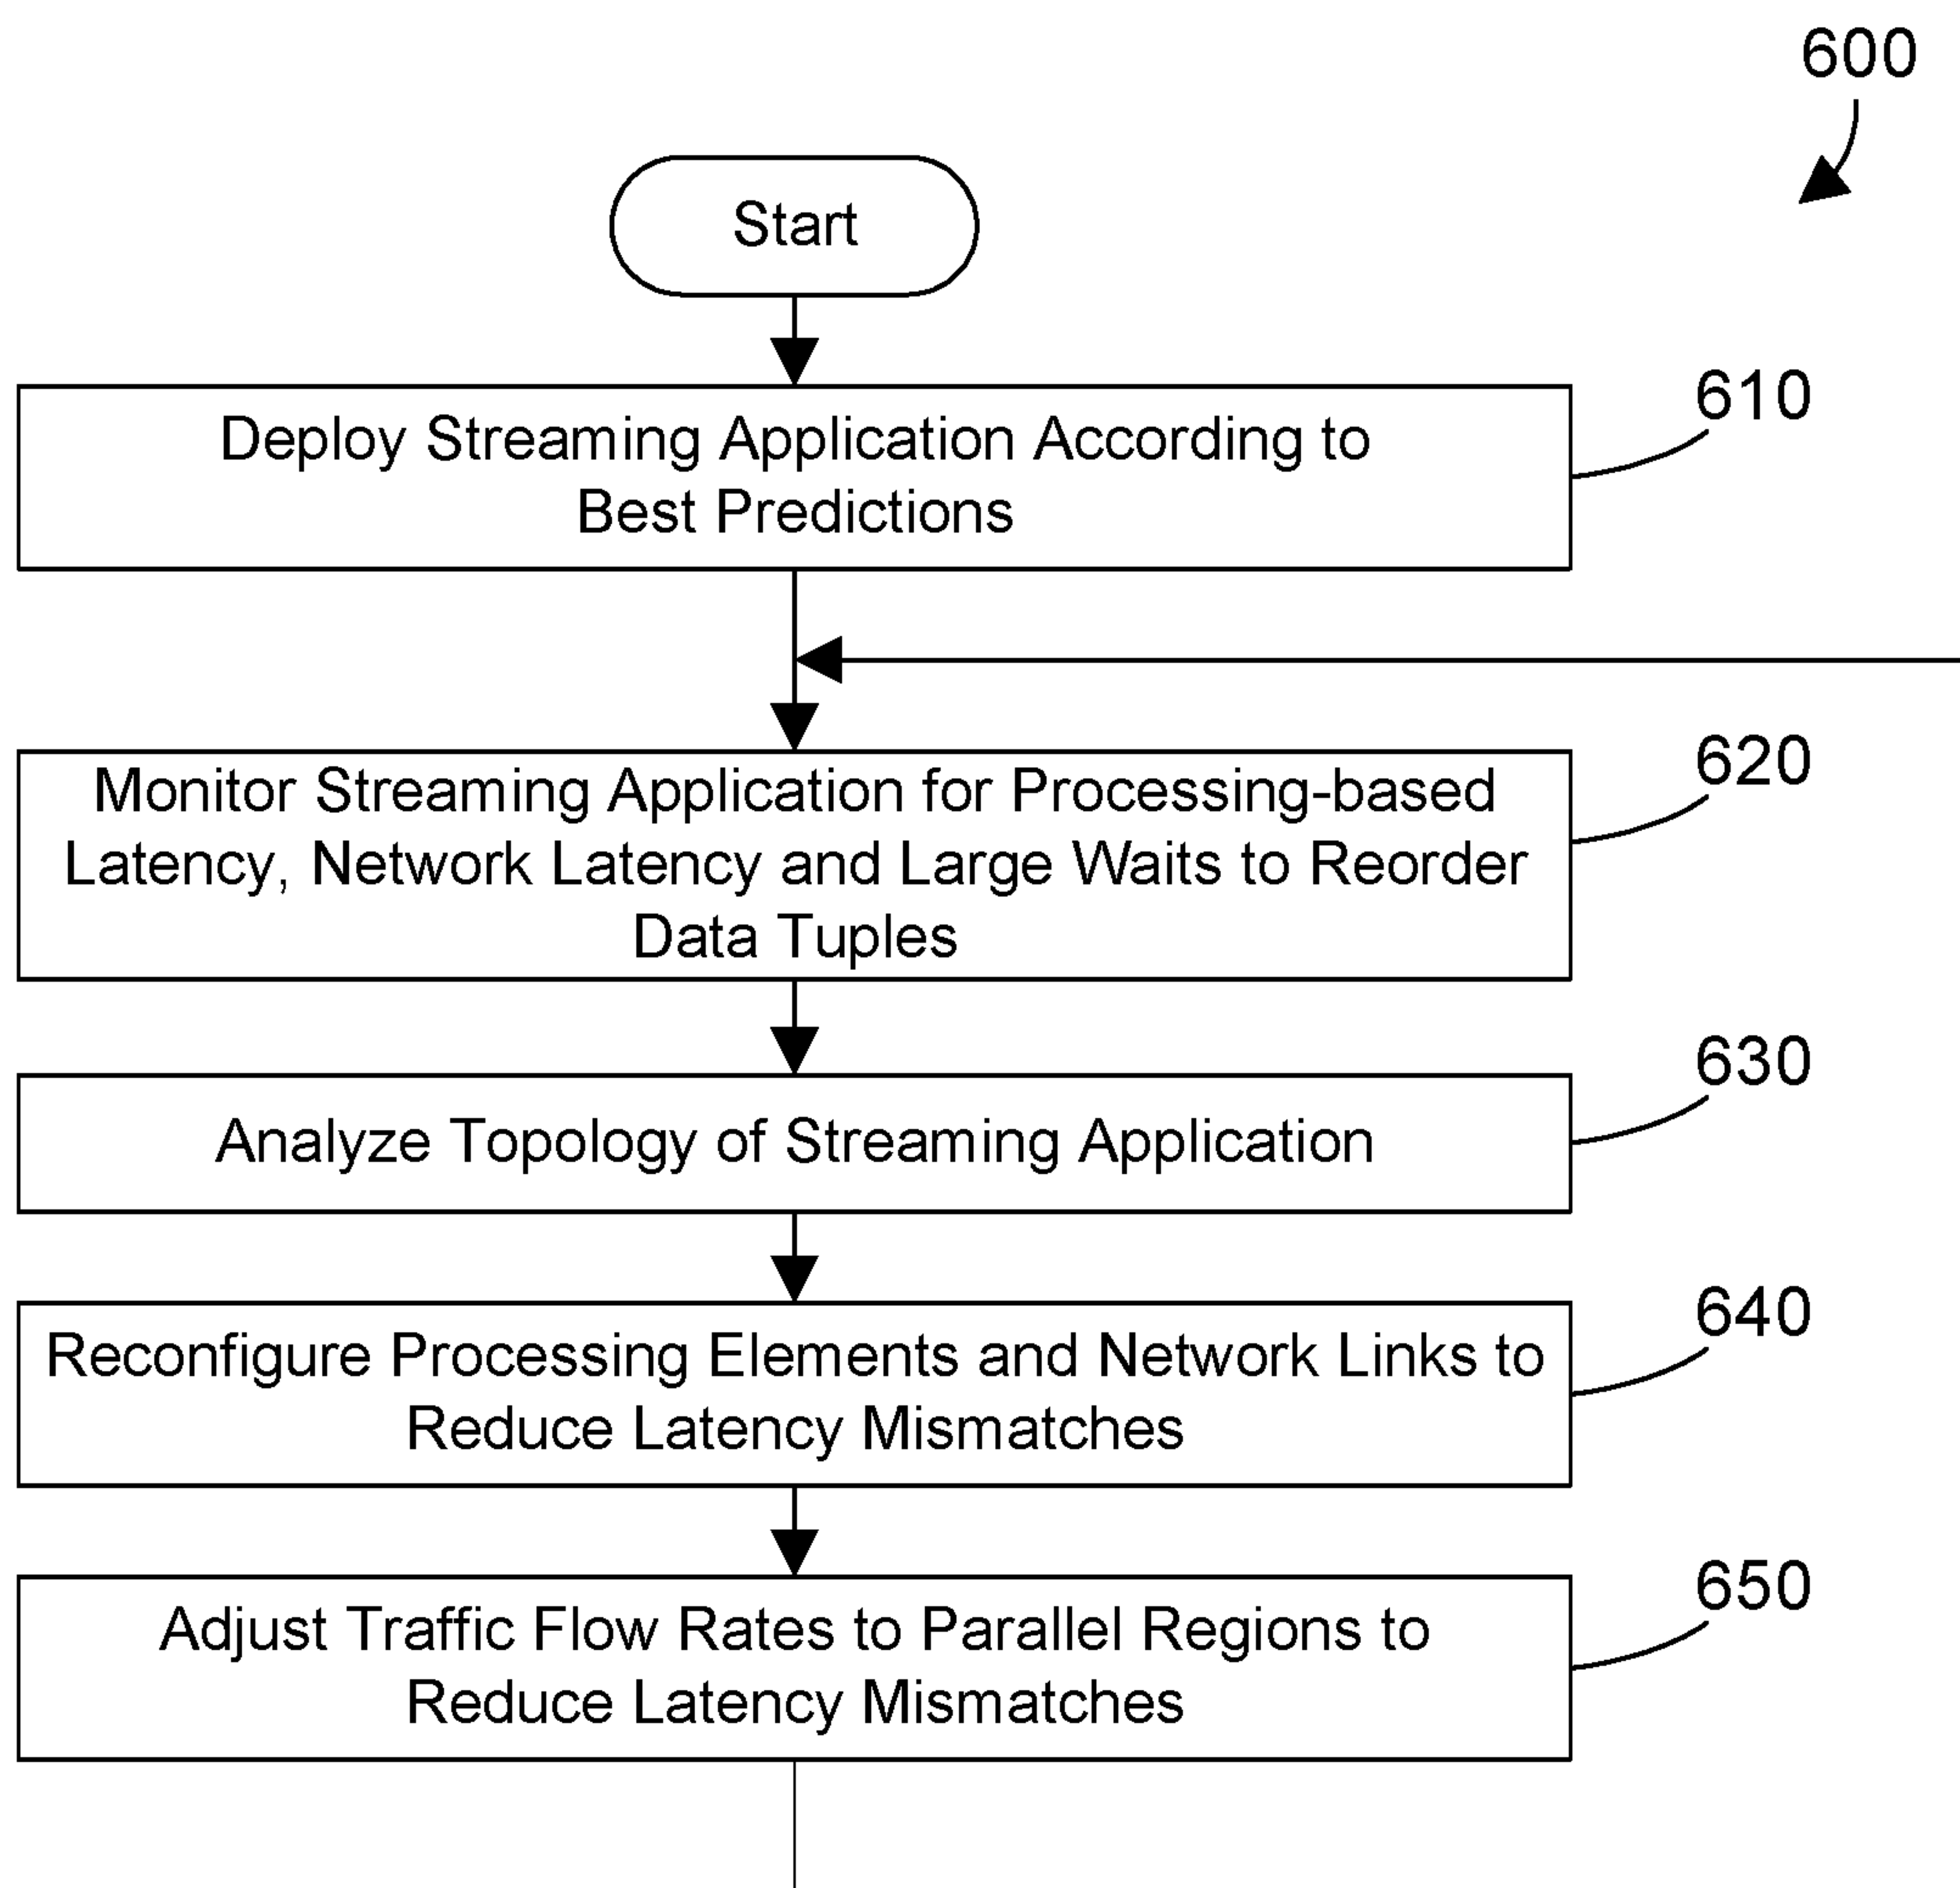 600
Start
610
Deploy Streaming Application According to
Best Predictions
620
Monitor Streaming Application for Processing-based
Latency, Network Latency and Large Waits to Reorder
Data Tuples
630
Analyze Topology of Streaming Application
640
Reconfigure Processing Elements and Network Links to
Reduce Latency Mismatches
650
Adjust Traffic Flow Rates to Parallel Regions to
Reduce Latency Mismatches